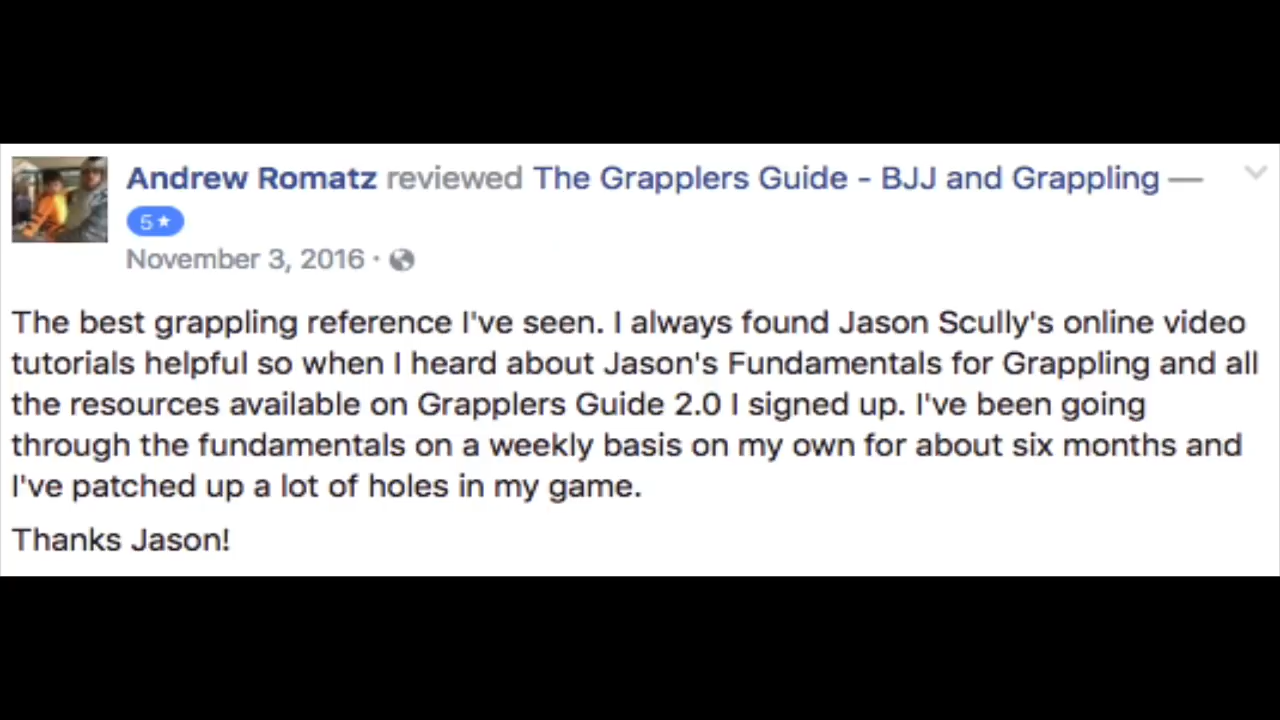 Andrew Romatz reviewed The Grapplers Guide - BJJ and Grappling —
5★
November 3, 2016 ·
The best grappling reference I've seen. I always found Jason Scully's online video
tutorials helpful so when I heard about Jason's Fundamentals for Grappling and all
the resources available on Grapplers Guide 2.0 I signed up. I've been going
through the fundamentals on a weekly basis on my own for about six months and
I've patched up a lot of holes in my game.
Thanks Jason!